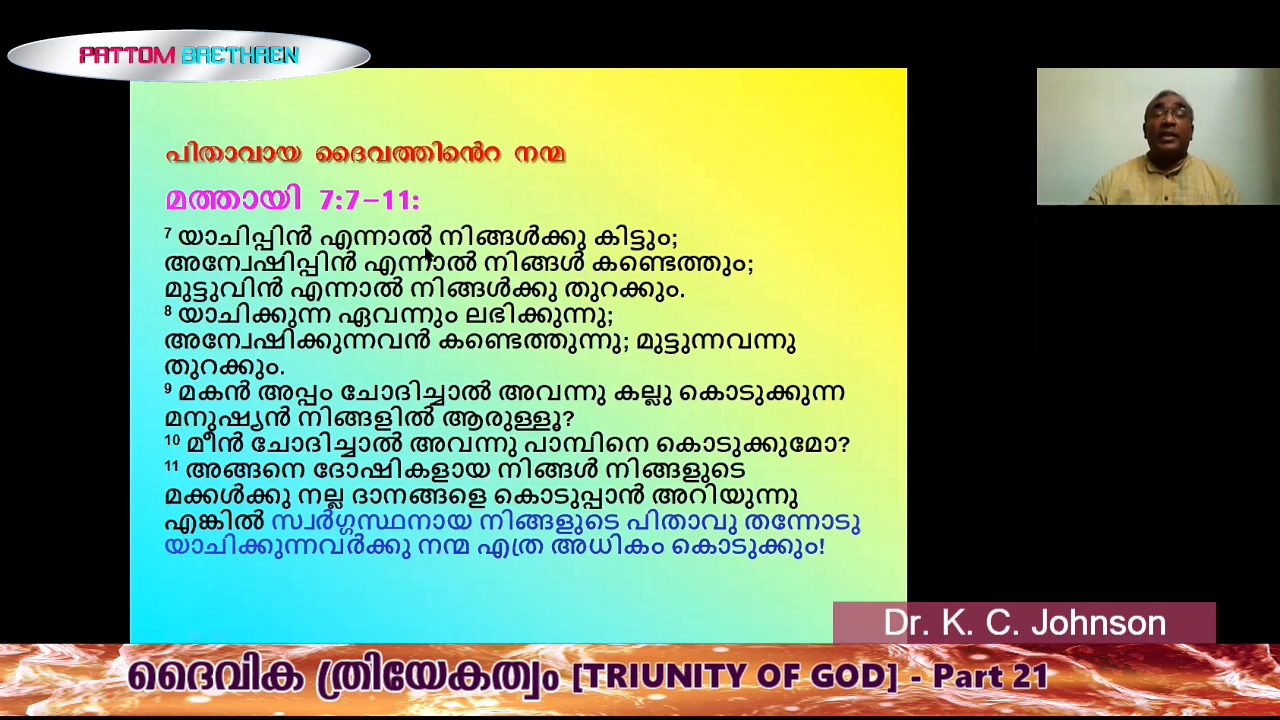 PATTOM BRETHREN
പിതാവായ ദൈവത്തിൻെറ നന്മ
മത്തായി 7:7-11:
7 യാചിപ്പിൻ എന്നാൽ നിങ്ങൾക്കു കിട്ടും;
അന്വേഷിപ്പിൻ എന്നാൽ നിങ്ങൾ കണ്ടെത്തും;
മുട്ടുവിൻ എന്നാൽ നിങ്ങൾക്കു തുറക്കും.
8 യാചിക്കുന്ന ഏവന്നും ലഭിക്കുന്നു;
അന്വേഷിക്കുന്നവൻ കണ്ടെത്തുന്നു; മുട്ടുന്നവന്നു
തുറക്കും.
9 മകൻ അപ്പം ചോദിച്ചാൽ അവന്നു കല്ലു കൊടുക്കുന്ന
മനുഷ്യൻ നിങ്ങളിൽ ആരുള്ളൂ?
10 മീൻ ചോദിച്ചാൽ അവന്നു പാമ്പിനെ കൊടുക്കുമോ?
11 അങ്ങനെ ദോഷികളായ നിങ്ങൾ നിങ്ങളുടെ
മക്കൾക്കു നല്ല ദാനങ്ങളെ കൊടുപ്പാൻ അറിയുന്നു
എങ്കിൽ സ്വർഗ്ഗസ്ഥനായ നിങ്ങളുടെ പിതാവു തന്നോടു
യാചിക്കുന്നവർക്കു നന്മ എത്ര അധികം കൊടുക്കും!
Dr. K. C. Johnson
ദൈവിക ത്രിയേകത്വം [TRIUNITY OF GOD] - Part 21